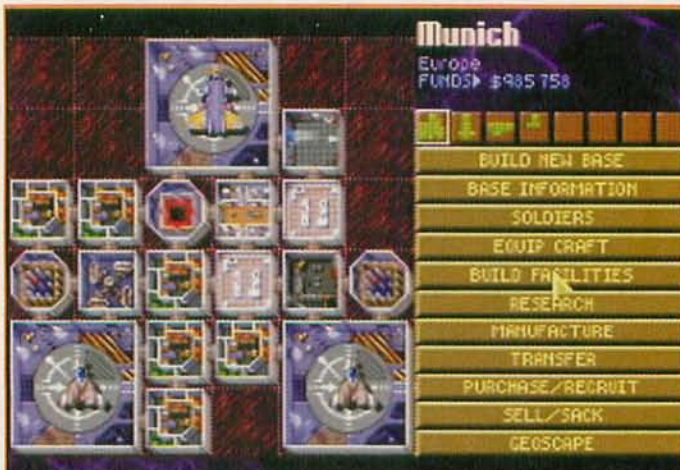 Munich
Europe
FUNDS> $985 758
BUILD NEW BASE
BASE INFORMATION
SOLDIERS
EQUIP CRAFT
BUILD FACILITIES
RESEARCH
MANUFACTURE
TRANSFER
PURCHASE/RECRUIT
SELL/SACK
GEOSCAPE